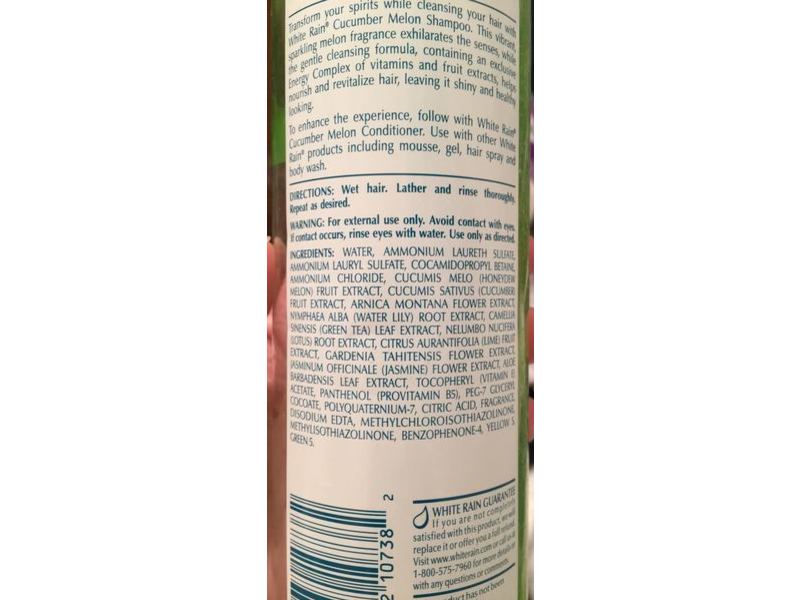 Transform your spirits while cleansing your hair with
White Rain® Cucumber Melon Shampoo. This vibrant,
sparkling melon fragrance exhilarates the senses, while
the gentle cleansing formula, containing an exclusive
Energy Complex of vitamins and fruit extracts, helps
nourish and revitalize hair, leaving it shiny and healthy
looking.
To enhance the experience, follow with White Rain®
Cucumber Melon Conditioner. Use with other White
Rain® products including mousse, gel, hair spray and
body wash.
DIRECTIONS: Wet hair. Lather and rinse thoroughly.
Repeat as desired.
WARNING: For external use only. Avoid contact with eyes.
If contact occurs, rinse eyes with water. Use only as directed.
INGREDIENTS: WATER, AMMONIUM LAURETH SULFATE,
AMMONIUM LAURYL SULFATE, COCAMIDOPROPYL BETAINE,
AMMONIUM CHLORIDE, CUCUMIS MELO (HONEYDEW
MELON) FRUIT EXTRACT, CUCUMIS SATIVUS (CUCUMBER)
FRUIT EXTRACT, ARNICA MONTANA FLOWER EXTRACT,
NYMPHAEA ALBA (WATER LILY) ROOT EXTRACT, CAMELLIA
SINENSIS (GREEN TEA) LEAF EXTRACT, NELUMBO NUCIFERA
(LOTUS) ROOT EXTRACT, CITRUS AURANTIFOLIA (LIME) FRUIT
EXTRACT, GARDENIA TAHITENSIS FLOWER EXTRACT,
JASMINUM OFFICINALE (JASMINE) FLOWER EXTRACT, ALOE
BARBADENSIS LEAF EXTRACT, TOCOPHERYL (VITAMIN E)
ACETATE, PANTHENOL (PROVITAMIN B5), PEG-7 GLYCERYL
COCOATE, POLYQUATERNIUM-7, CITRIC ACID, FRAGRANCE,
DISODIUM EDTA, METHYLCHLOROISOTHIAZOLINONE,
METHYLISOTHIAZOLINONE, BENZOPHENONE-4, YELLOW 5,
GREEN 5.
2 10738 2
WHITE RAIN GUARANTEE
If you are not completely
satisfied with this product, we will
replace it or offer you a full refund.
Visit www.whiterain.com or call us at
1-800-575-7960 for more details or
with any questions or comments.
product has not been